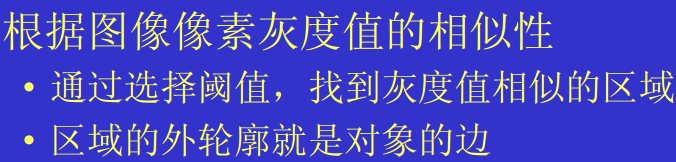 根据图像像素灰度值的相似性
• 通过选择阈值，找到灰度值相似的区域
• 区域的外轮廓就是对象的边